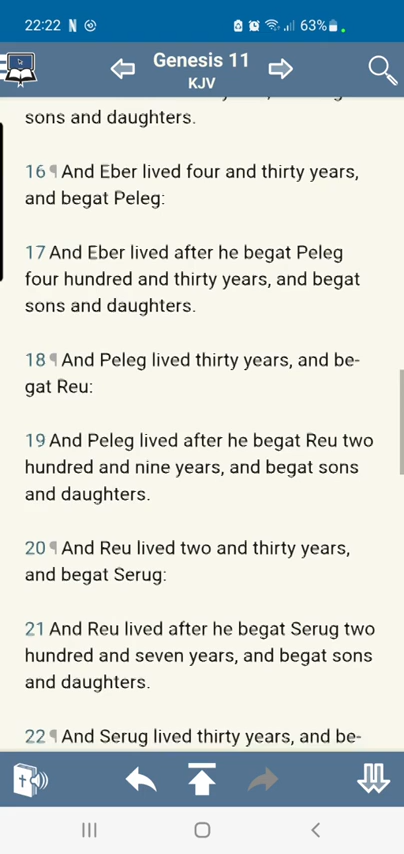 22:22 N 63%
Genesis 11
KJV
sons and daughters.
16 ¶ And Eber lived four and thirty years,
and begat Peleg:
17 And Eber lived after he begat Peleg
four hundred and thirty years, and begat
sons and daughters.
18 ¶ And Peleg lived thirty years, and be-
gat Reu:
19 And Peleg lived after he begat Reu two
hundred and nine years, and begat sons
and daughters.
20 ¶ And Reu lived two and thirty years,
and begat Serug:
21 And Reu lived after he begat Serug two
hundred and seven years, and begat sons
and daughters.
22 ¶ And Serug lived thirty years, and be-